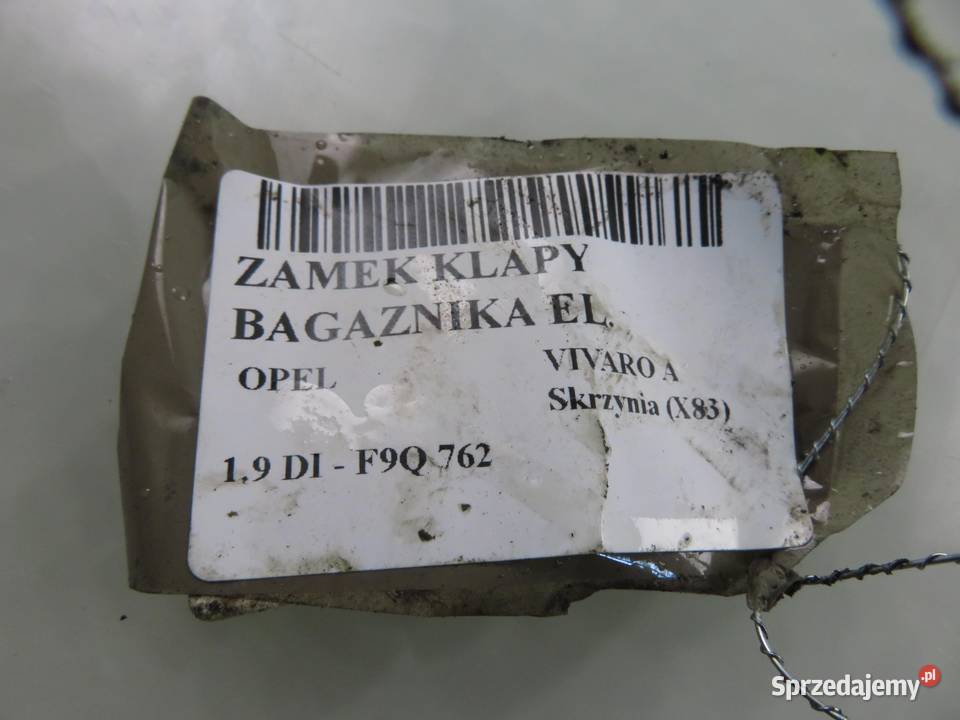 ZAMEK KLAPY
BAGAZNIKA EL.
OPEL
VIVARO A
Skrzynia (X83)
1.9 DI - F9Q 762
Sprzedajemy.pl